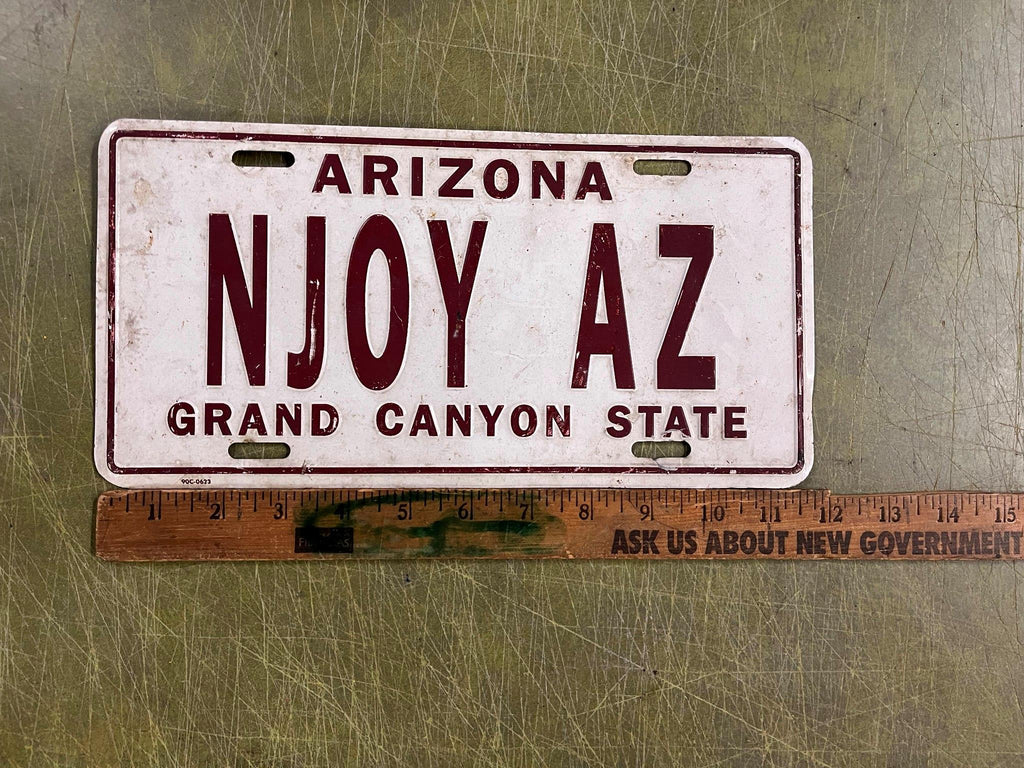 ARIZONA
NJOY AZ
GRAND CANYON STATE
90C-0623
1 2 3 4 5 6 7 8 9 10 11 12 13 14 15
ASK US ABOUT NEW GOVERNMENT